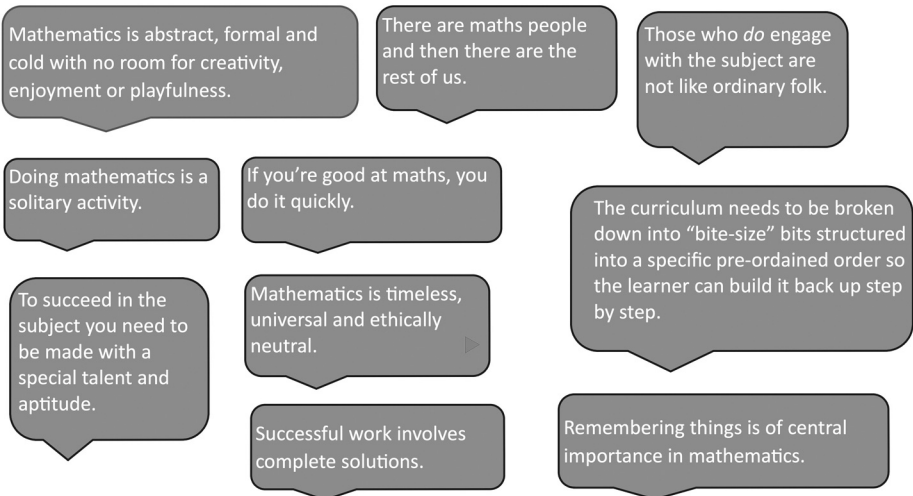 Mathematics is abstract, formal and
cold with no room for creativity,
enjoyment or playfulness.
There are maths people
and then there are the
rest of us.
Those who do engage
with the subject are
not like ordinary folk.
Doing mathematics is a
solitary activity.
If you’re good at maths, you
do it quickly.
The curriculum needs to be broken
down into “bite-size” bits structured
into a specific pre-ordained order so
the learner can build it back up step
by step.
To succeed in the
subject you need to
be made with a
special talent and
aptitude.
Mathematics is timeless,
universal and ethically
neutral.
Successful work involves
complete solutions.
Remembering things is of central
importance in mathematics.